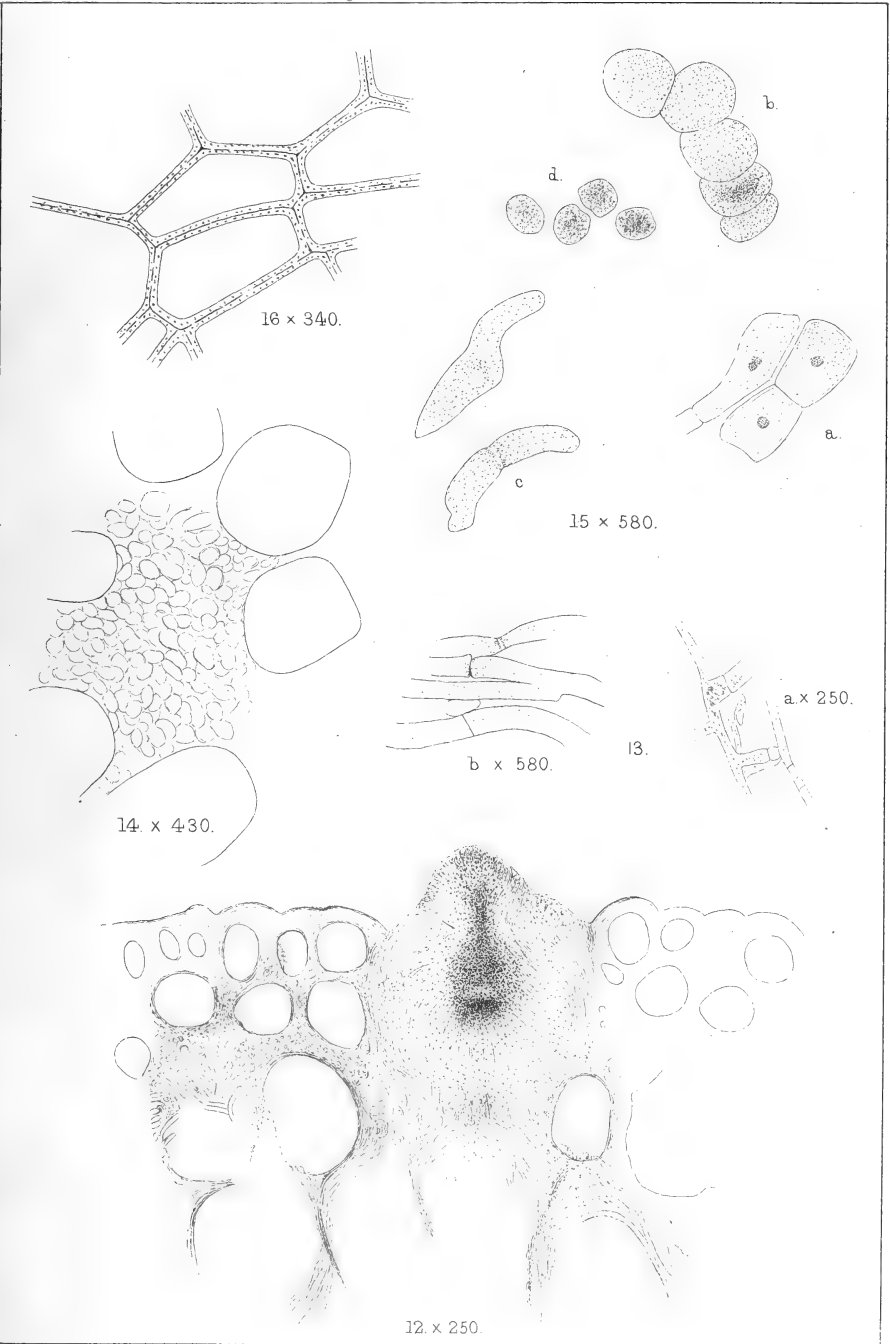 b.
d.
16 × 340.
a.
c
15 × 580.
a. × 250.
13.
b × 580.
14. × 430.
12. × 250.